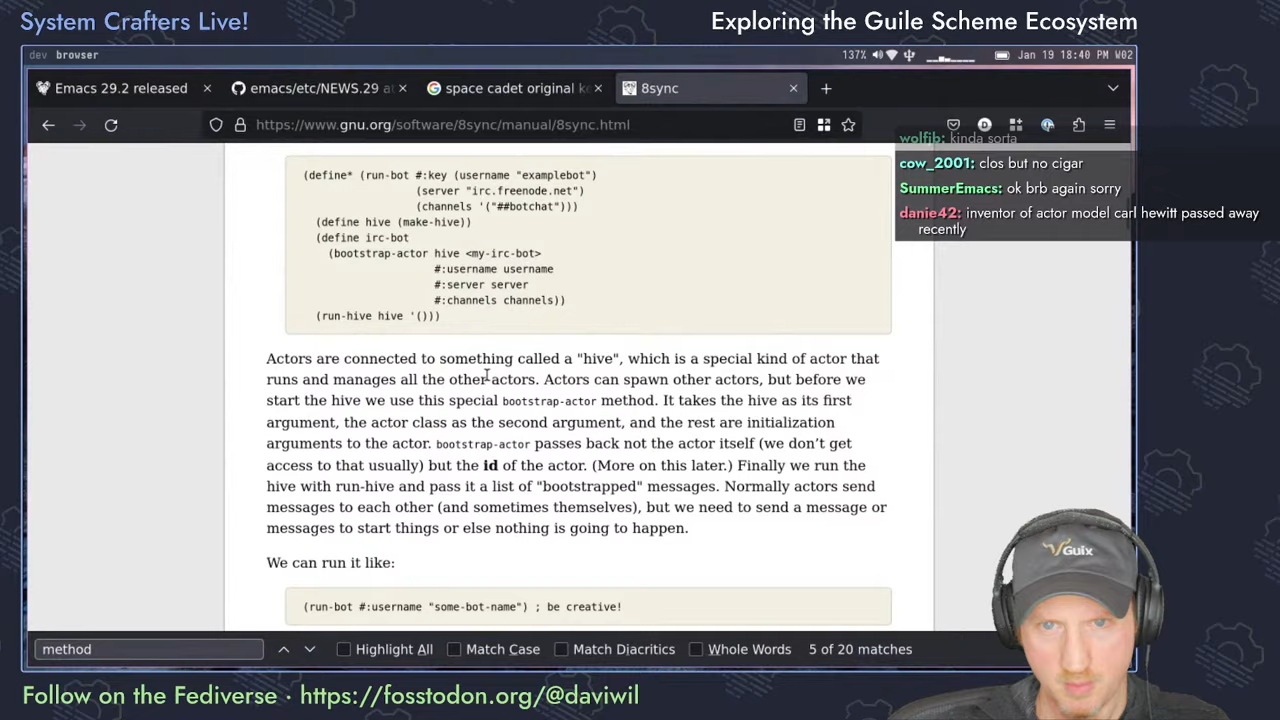 System Crafters Live!
Exploring the Guile Scheme Ecosystem
dev browser
137%
Jan 19 18:40 PM W02
Emacs 29.2 released
emacs/etc/NEWS.29 at
space cadet original ke
8sync
https://www.gnu.org/software/8sync/manual/8sync.html
wolfjb: kinda sorta
cow_2001: clos but no cigar
SummerEmacs: ok brb again sorry
danie42: inventor of actor model carl hewitt passed away
recently
(define* (run-bot #:key (username "examplebot")
(server "irc.freenode.net")
(channels '("##botchat")))
(define hive (make-hive))
(define irc-bot
(bootstrap-actor hive <my-irc-bot>
#:username username
#:server server
#:channels channels))
(run-hive hive '()))
Actors are connected to something called a "hive", which is a special kind of actor that
runs and manages all the other actors. Actors can spawn other actors, but before we
start the hive we use this special bootstrap-actor method. It takes the hive as its first
argument, the actor class as the second argument, and the rest are initialization
arguments to the actor. bootstrap-actor passes back not the actor itself (we don’t get
access to that usually) but the id of the actor. (More on this later.) Finally we run the
hive with run-hive and pass it a list of "bootstrapped" messages. Normally actors send
messages to each other (and sometimes themselves), but we need to send a message or
messages to start things or else nothing is going to happen.
We can run it like:
(run-bot #:username "some-bot-name") ; be creative!
method
Highlight All
Match Case
Match Diacritics
Whole Words
5 of 20 matches
Guix
Follow on the Fediverse · https://fosstodon.org/@daviwil